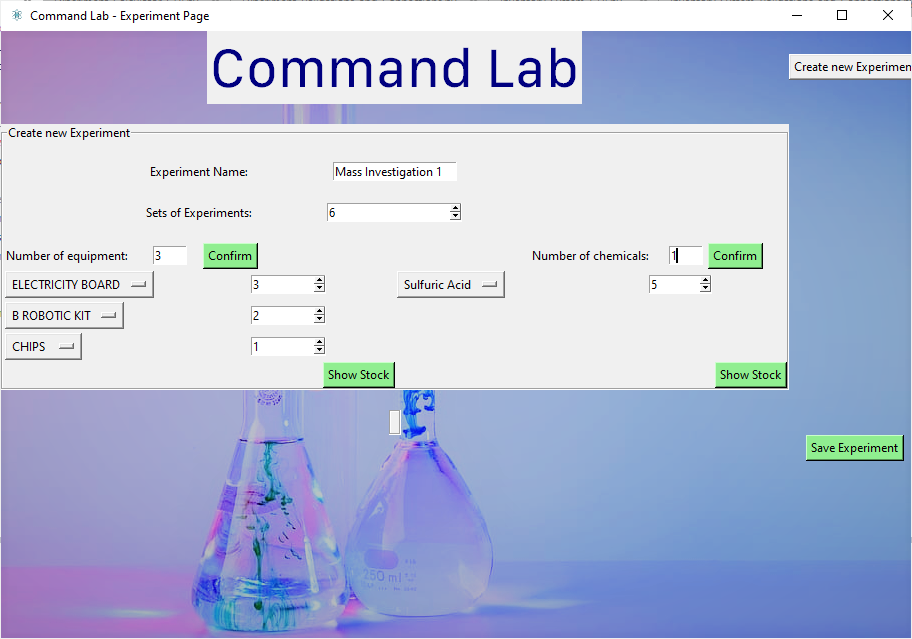 Command Lab - Experiment Page
Command Lab
Create new Experimen
Create new Experiment
Experiment Name: Mass Investigation 1
Sets of Experiments: 6
Number of equipment: 3 Confirm Number of chemicals: 1 Confirm
ELECTRICITY BOARD 3 Sulfuric Acid 5
B ROBOTIC KIT 2
CHIPS 1
Show Stock Show Stock
Save Experiment
250 ml